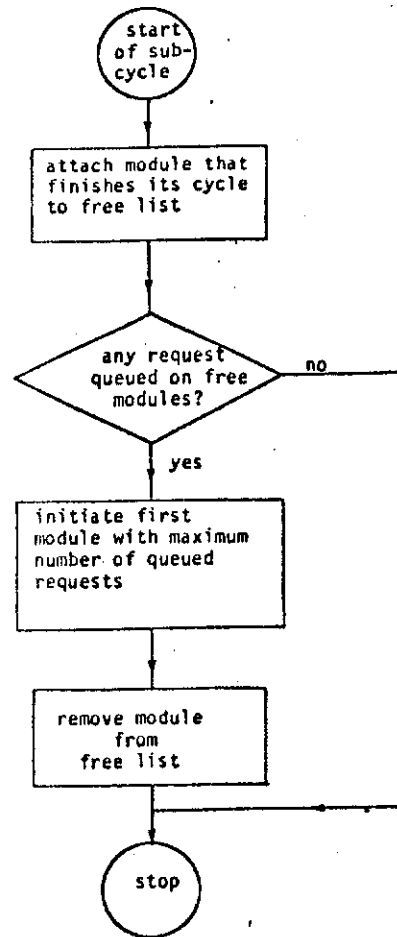 start
of sub-
cycle
attach module that
finishes its cycle
to free list
any request
queued on free
modules?
no
yes
initiate first
module with maximum
number of queued
requests
remove module
from
free list
stop